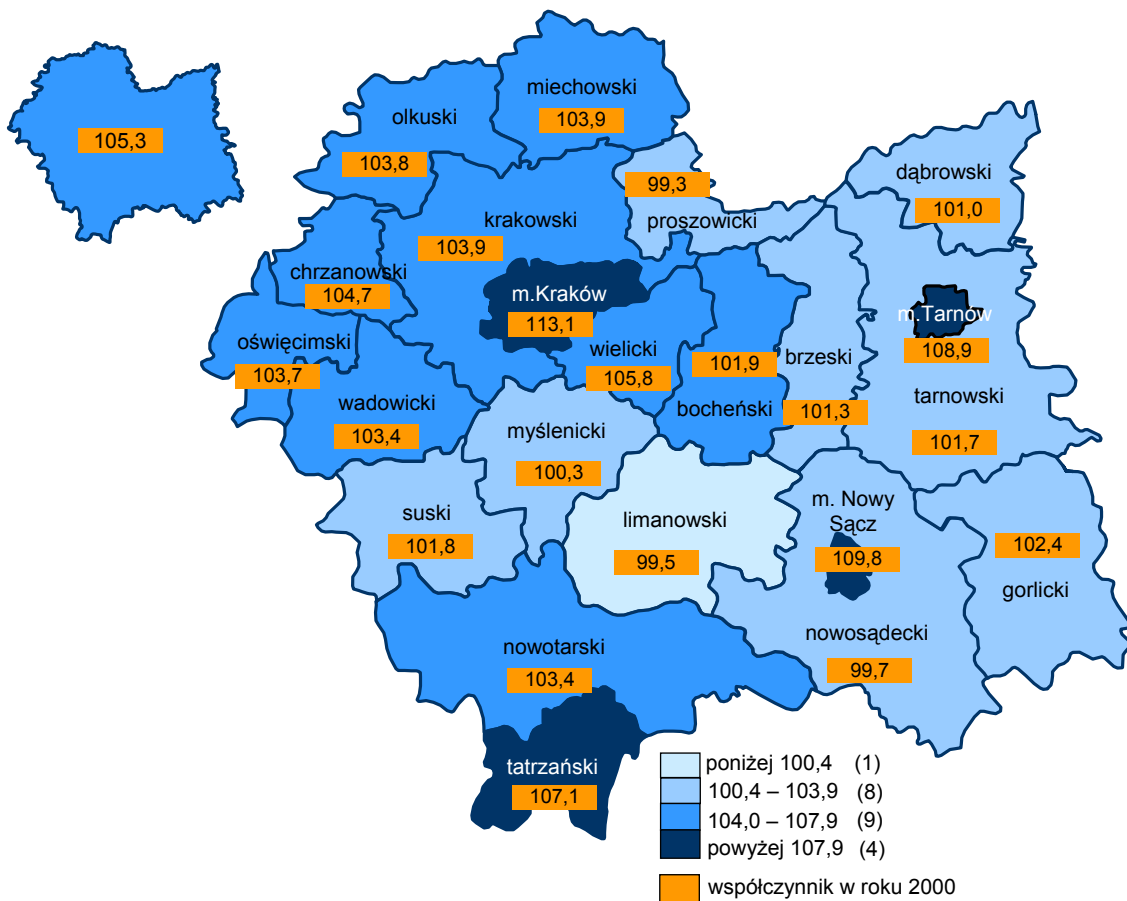 105,3
miechowski
103,9
olkuski
103,8
99,3
proszowicki
dąbrowski
101,0
krakowski
103,9
chrzanowski
104,7
m.Kraków
113,1
m.Tarnów
108,9
oświęcimski
103,7
wielicki
105,8
101,9
bocheński
brzeski
101,3
tarnowski
101,7
wadowicki
103,4
myślenicki
100,3
suski
101,8
limanowski
99,5
m. Nowy
Sącz
109,8
102,4
gorlicki
nowosądecki
99,7
nowotarski
103,4
tatrzański
107,1
poniżej 100,4 (1)
100,4 – 103,9 (8)
104,0 – 107,9 (9)
powyżej 107,9 (4)
współczynnik w roku 2000